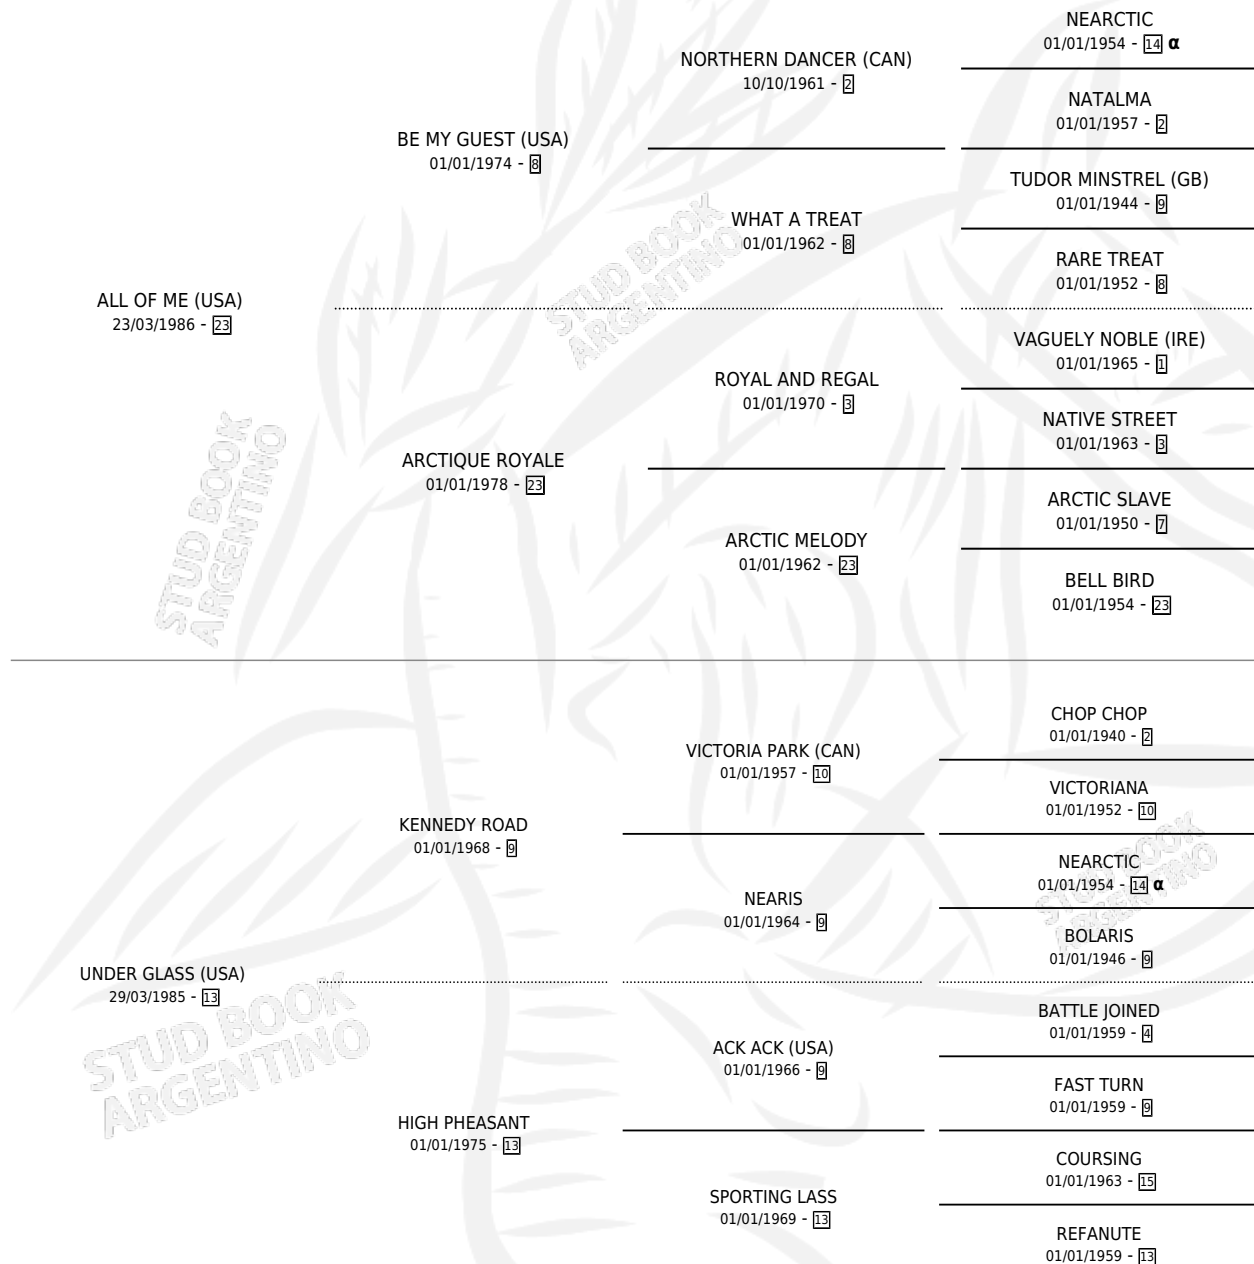 NEARCTIC
01/01/1954 - 14 α
NORTHERN DANCER (CAN)
10/10/1961 - 2
NATALMA
01/01/1957 - 2
BE MY GUEST (USA)
01/01/1974 - 8
TUDOR MINSTREL (GB)
01/01/1944 - 9
WHAT A TREAT
01/01/1962 - 8
RARE TREAT
01/01/1952 - 8
STUD BOOK
ARGENTINO
ALL OF ME (USA)
23/03/1986 - 23
VAGUELY NOBLE (IRE)
01/01/1965 - 1
ROYAL AND REGAL
01/01/1970 - 3
NATIVE STREET
01/01/1963 - 3
ARCTIQUE ROYALE
01/01/1978 - 23
ARCTIC SLAVE
01/01/1950 - 7
ARCTIC MELODY
01/01/1962 - 23
BELL BIRD
01/01/1954 - 23
STUD BOOK
ARGENTINO
CHOP CHOP
01/01/1940 - 2
VICTORIA PARK (CAN)
01/01/1957 - 10
VICTORIANA
01/01/1952 - 10
KENNEDY ROAD
01/01/1968 - 9
NEARCTIC
01/01/1954 - 14 α
NEARIS
01/01/1964 - 9
BOLARIS
01/01/1946 - 9
STUD BOOK
ARGENTINO
UNDER GLASS (USA)
29/03/1985 - 13
BATTLE JOINED
01/01/1959 - 4
ACK ACK (USA)
01/01/1966 - 9
FAST TURN
01/01/1959 - 9
STUD BOOK
ARGENTINO
HIGH PHEASANT
01/01/1975 - 13
COURSING
01/01/1963 - 15
SPORTING LASS
01/01/1969 - 13
REFANUTE
01/01/1959 - 13